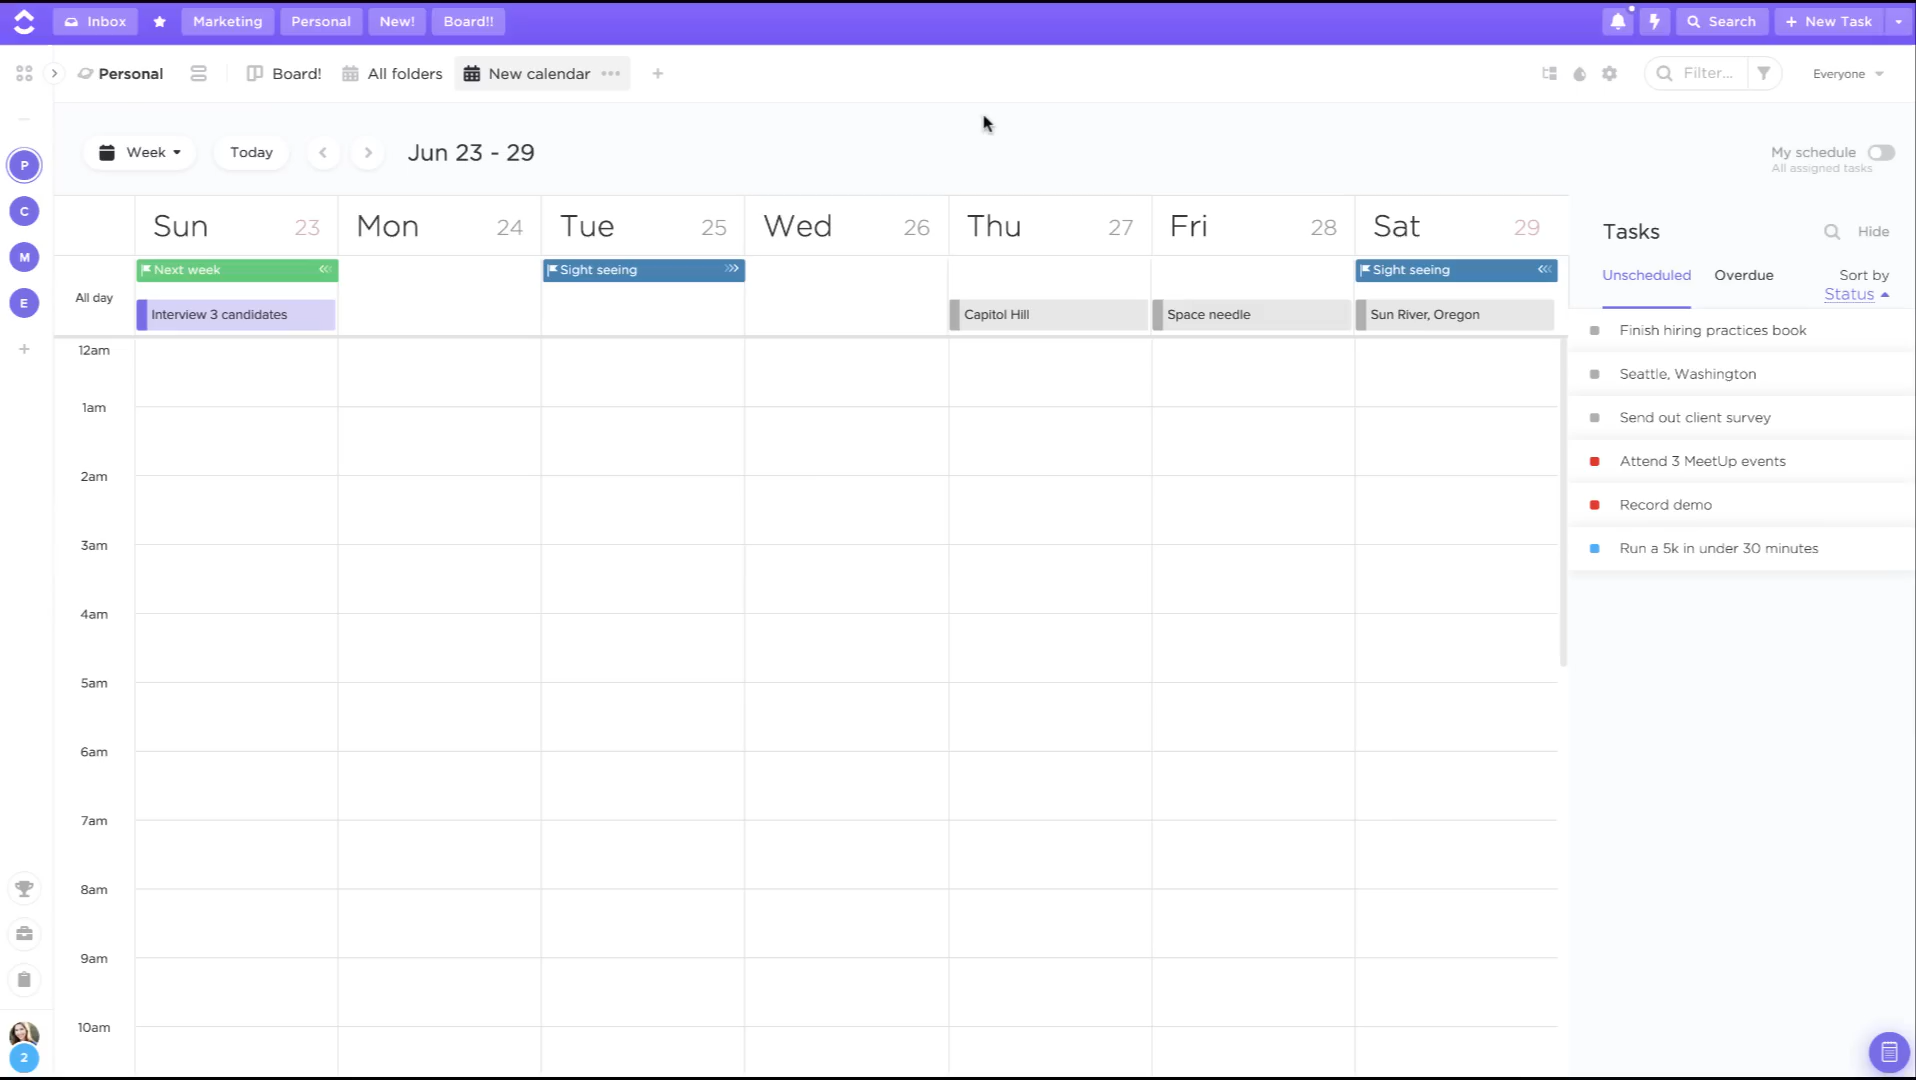 Inbox
Marketing
Personal
New!
Board!!
Search
+ New Task
Personal
Board!
All folders
New calendar
Filter...
Everyone
Week
Today
Jun 23 - 29
My schedule
All assigned tasks
P
C
M
E
Sun 23
Mon 24
Tue 25
Wed 26
Thu 27
Fri 28
Sat 29
Next week
Sight seeing
Sight seeing
All day
Interview 3 candidates
Capitol Hill
Space needle
Sun River, Oregon
12am
1am
2am
3am
4am
5am
6am
7am
8am
9am
10am
2
Tasks
Hide
Unscheduled
Overdue
Sort by
Status
Finish hiring practices book
Seattle, Washington
Send out client survey
Attend 3 MeetUp events
Record demo
Run a 5k in under 30 minutes